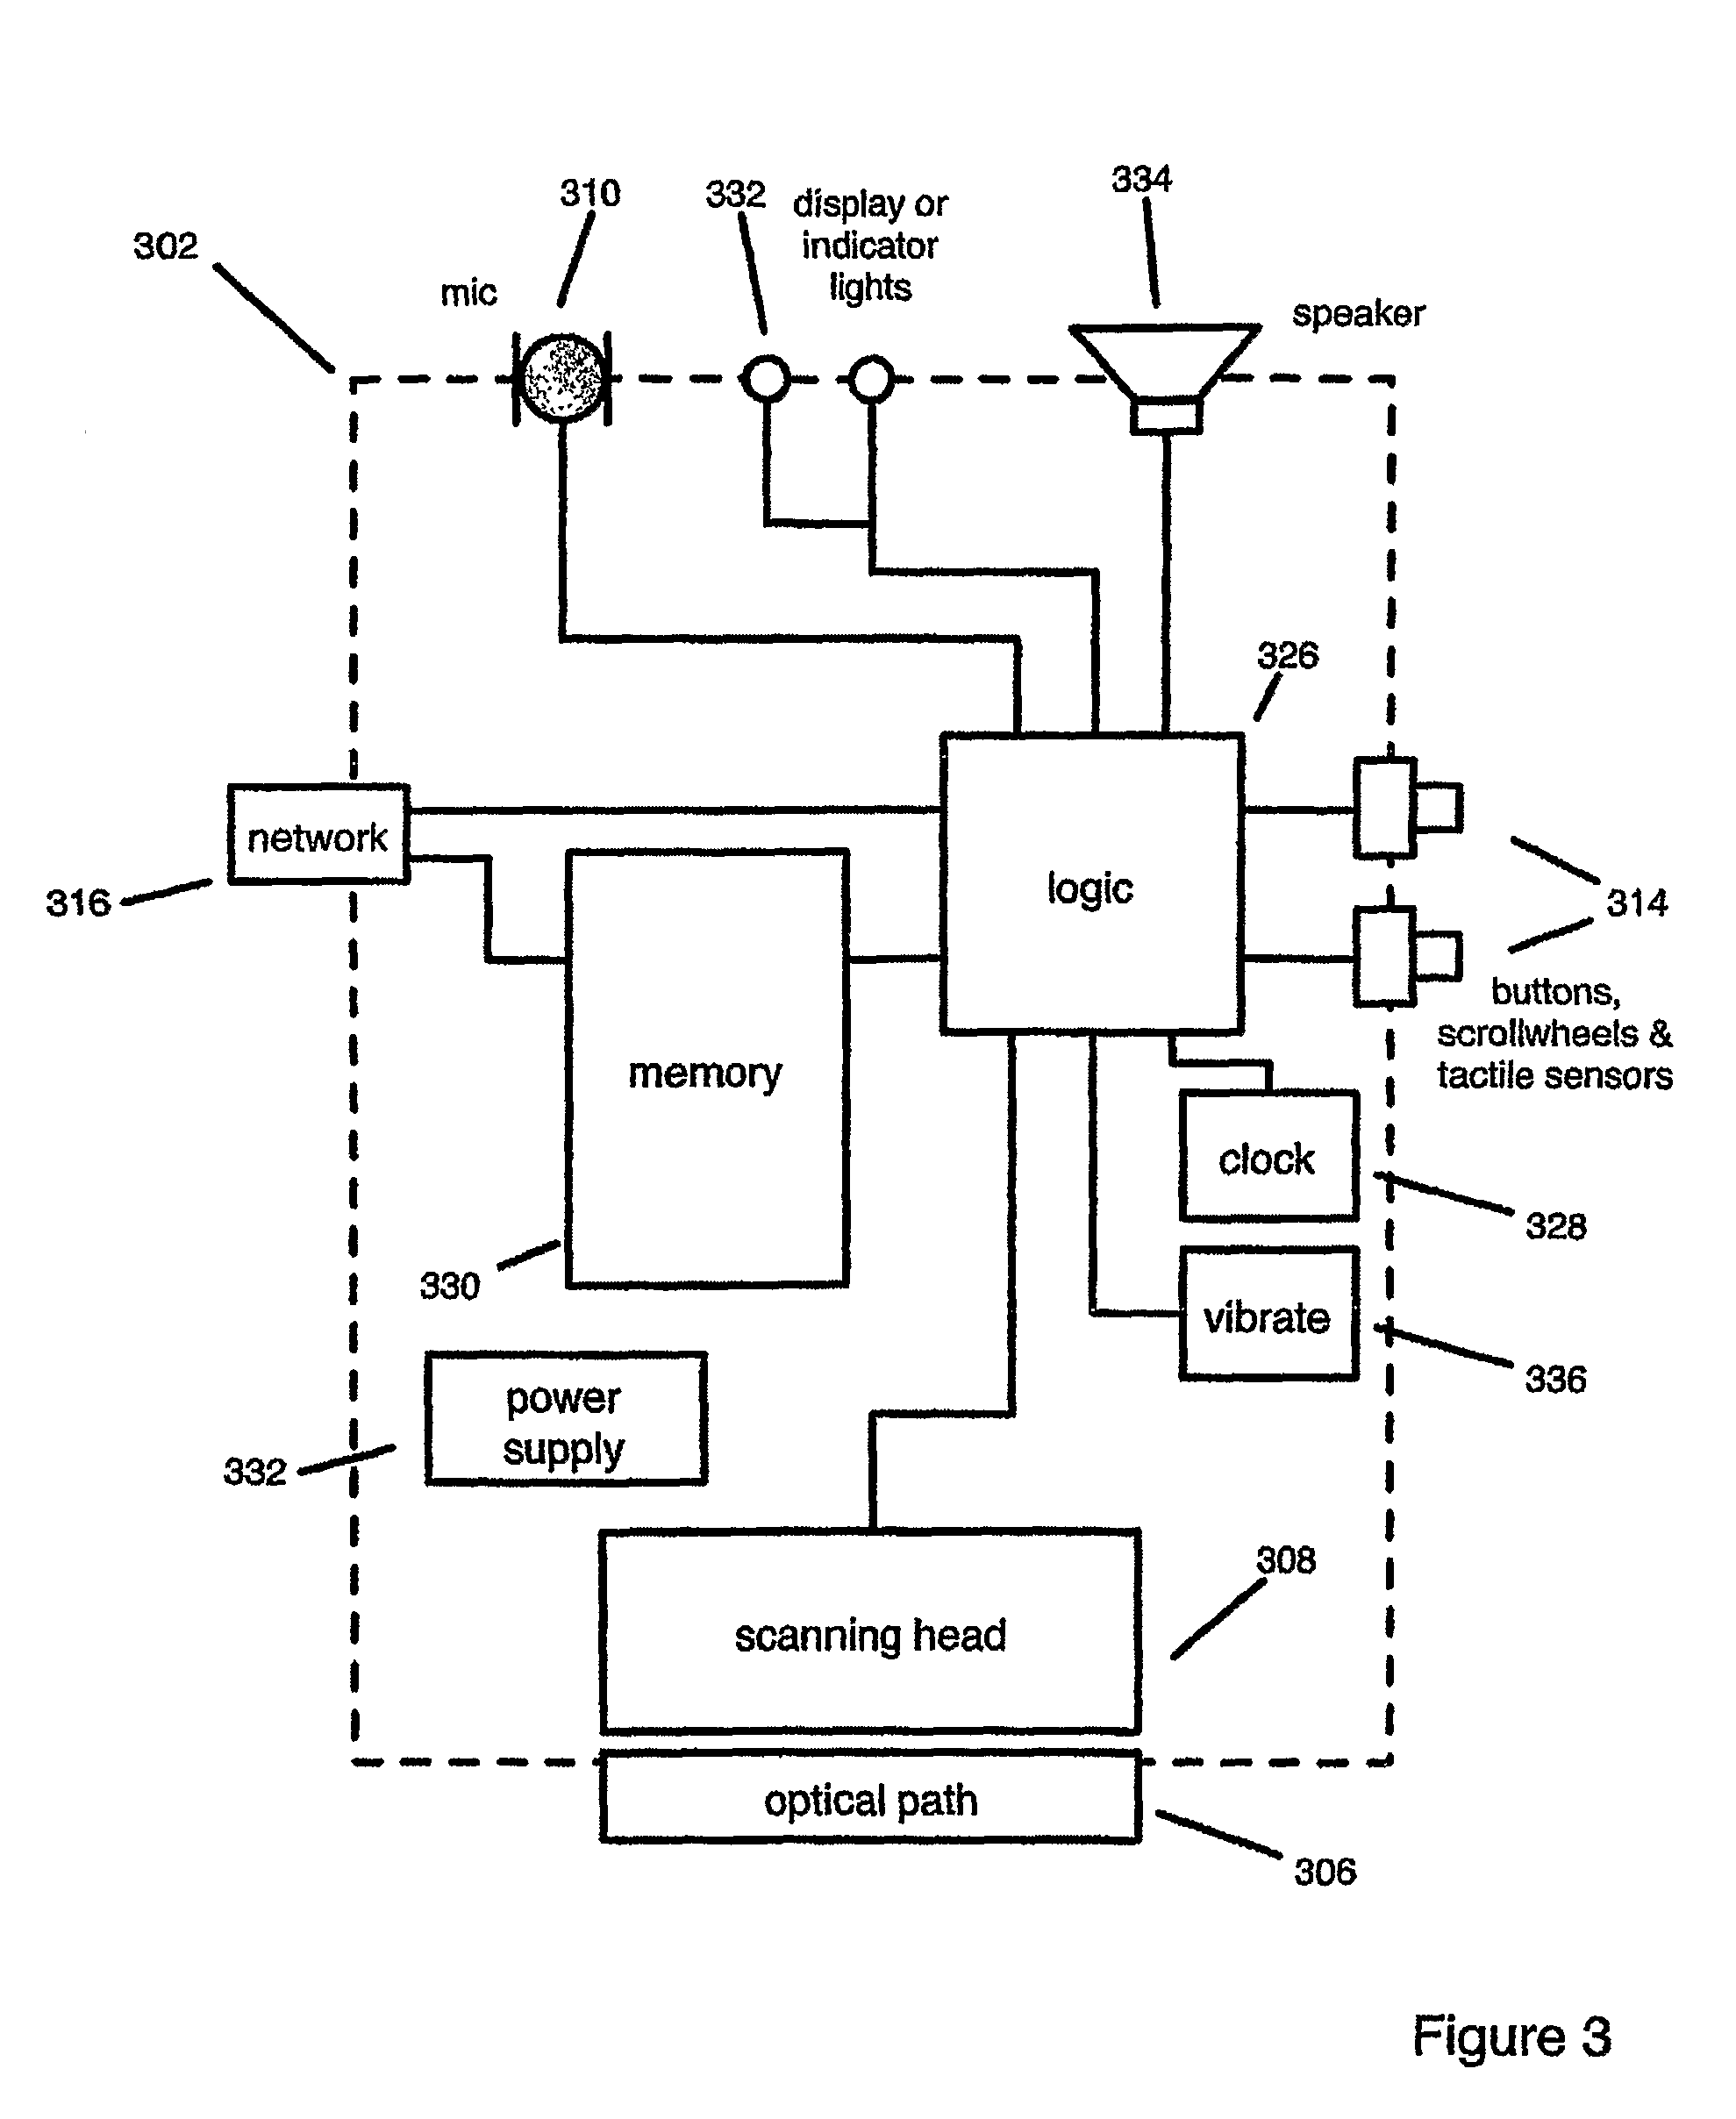 334
310
332
display or
indicator
lights
302
mic
speaker
326
network
316
logic
314
buttons,
scrollwheels &
tactile sensors
memory
clock
328
330
vibrate
336
power
supply
332
308
scanning head
optical path
306
Figure 3